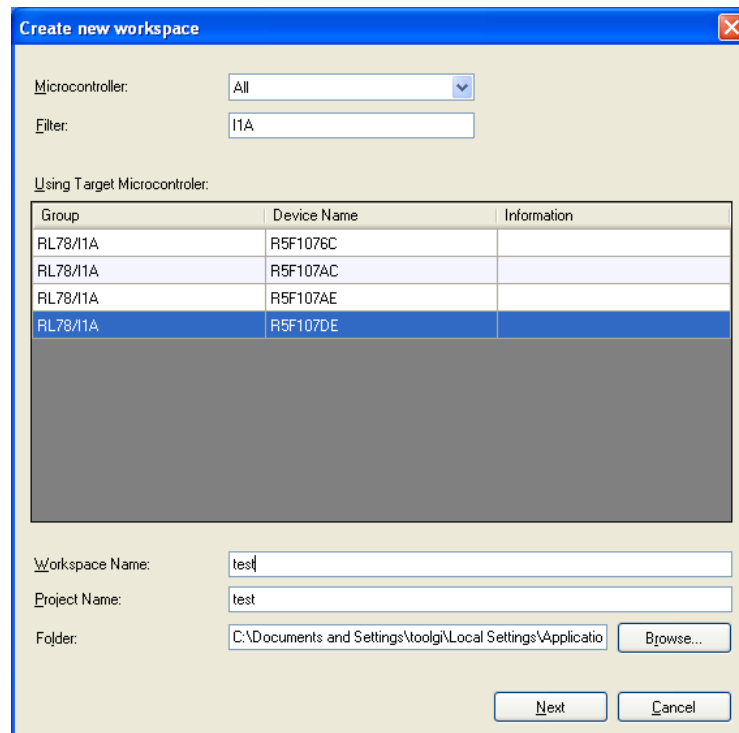 Create new workspace
Microcontroller: All
Filter: I1A
Using Target Microcontroler:
Group Device Name Information
RL78/I1A R5F1076C
RL78/I1A R5F107AC
RL78/I1A R5F107AE
RL78/I1A R5F107DE
Workspace Name: test
Project Name: test
Folder: C:\Documents and Settings\toolgi\Local Settings\Applicatio Browse...
Next Cancel